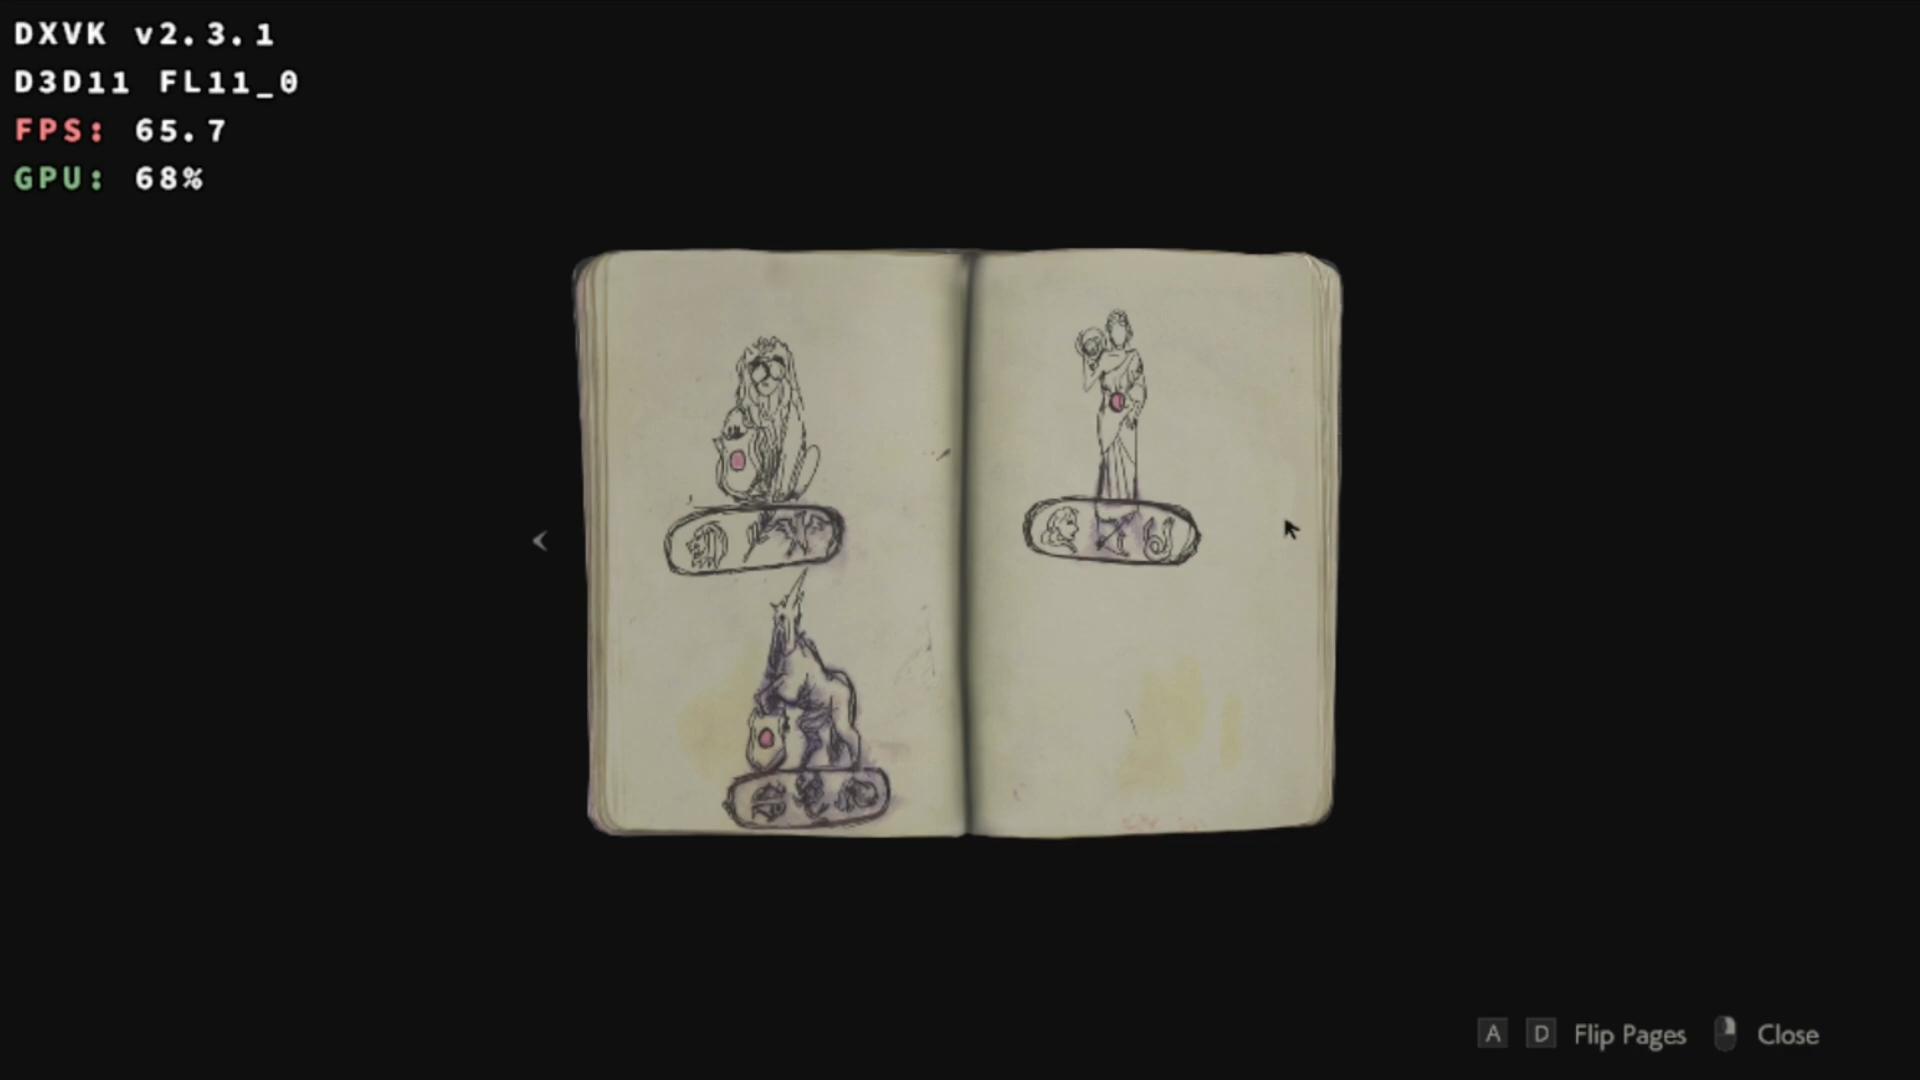 DXVK v2.3.1
D3D11 FL11_0
FPS: 65.7
GPU: 68%
A D Flip Pages Close